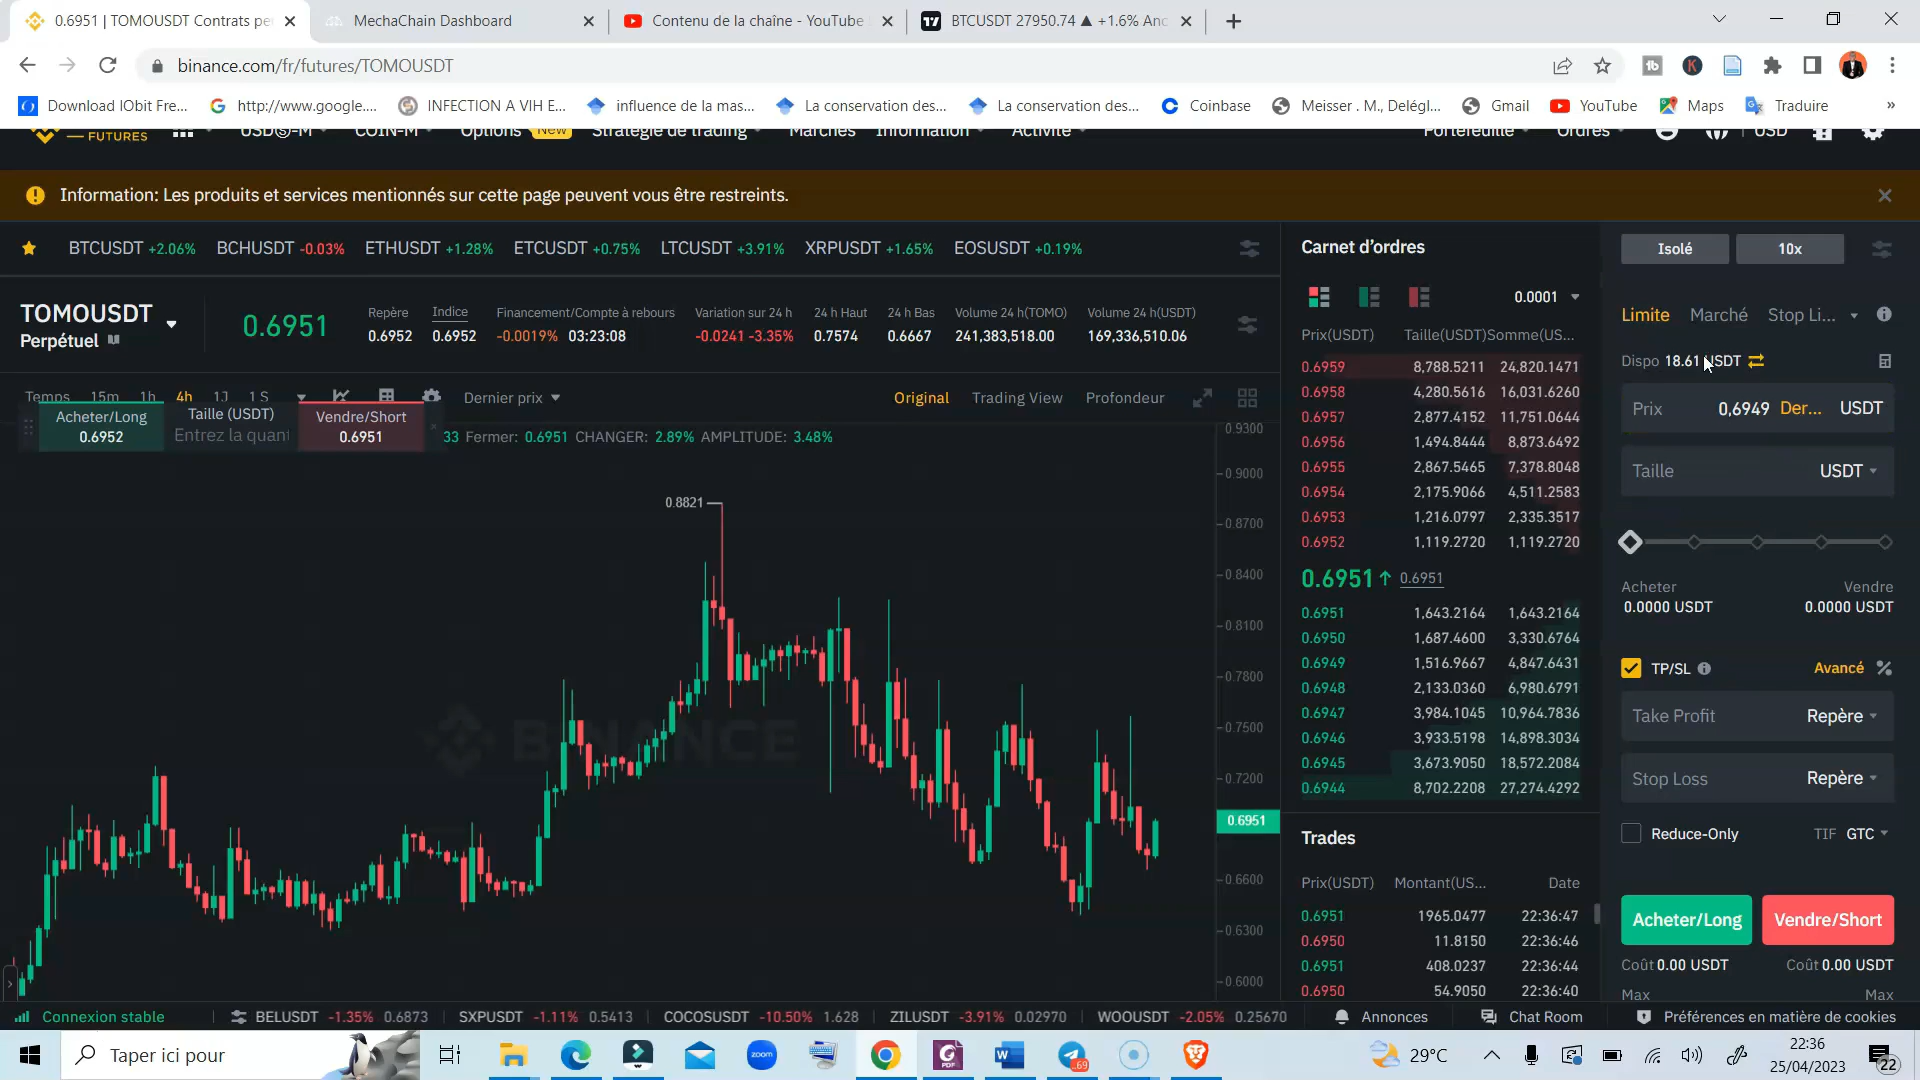 0.6951 | TOMOUSDT Contrats pe
MechaChain Dashboard
Contenu de la chaîne - YouTube
BTCUSDT 27950.74 ▲ +1.6% Anc
binance.com/fr/futures/TOMOUSDT
Download IObit Fre...
http://www.google....
INFECTION A VIH E...
influence de la mas...
La conservation des...
La conservation des...
Coinbase
Meisser . M., Delégl...
Gmail
YouTube
Maps
Traduire
»
FUTURES
USDⓈ-M
COIN-M
Options New
Stratégie de trading
Marchés
Information
Activité
Portefeuille
Ordres
USD
Information: Les produits et services mentionnés sur cette page peuvent vous être restreints.
BTCUSDT +2.06% BCHUSDT -0.03% ETHUSDT +1.28% ETCUSDT +0.75% LTCUSDT +3.91% XRPUSDT +1.65% EOSUSDT +0.19%
TOMOUSDT
Perpétuel
0.6951
Repère Indice Financement/Compte à rebours Variation sur 24 h 24 h Haut 24 h Bas Volume 24 h(TOMO) Volume 24 h(USDT)
0.6952 0.6952 -0.0019% 03:23:08 -0.0241 -3.35% 0.7574 0.6667 241,383,518.00 169,336,510.06
Temps 15m 1h 4h 1J 1 S
Dernier prix
Original Trading View Profondeur
Acheter/Long
0.6952
Taille (USDT)
Entrez la quant
Vendre/Short
0.6951
33 Fermer: 0.6951 CHANGER: 2.89% AMPLITUDE: 3.48%
0.8821
BINANCE
0.9300
0.9000
0.8700
0.8400
0.8100
0.7800
0.7500
0.7200
0.6951
0.6600
0.6300
0.6000
Carnet d’ordres
0.0001
Prix(USDT) Taille(USDT)Somme(US...
0.6959 8,788.5211 24,820.1471
0.6958 4,280.5616 16,031.6260
0.6957 2,877.4152 11,751.0644
0.6956 1,494.8444 8,873.6492
0.6955 2,867.5465 7,378.8048
0.6954 2,175.9066 4,511.2583
0.6953 1,216.0797 2,335.3517
0.6952 1,119.2720 1,119.2720
0.6951 ↑ 0.6951
0.6951 1,643.2164 1,643.2164
0.6950 1,687.4600 3,330.6764
0.6949 1,516.9667 4,847.6431
0.6948 2,133.0360 6,980.6791
0.6947 3,984.1045 10,964.7836
0.6946 3,933.5198 14,898.3034
0.6945 3,673.9050 18,572.2084
0.6944 8,702.2208 27,274.4292
Trades
Prix(USDT) Montant(US... Date
0.6951 1965.0477 22:36:47
0.6950 11.8150 22:36:46
0.6951 408.0237 22:36:44
0.6950 54.9050 22:36:40
Isolé 10x
Limite Marché Stop Li...
Dispo 18.61 USDT
Prix 0,6949 Der... USDT
Taille USDT
Acheter Vendre
0.0000 USDT 0.0000 USDT
TP/SL Avancé
Take Profit Repère
Stop Loss Repère
Reduce-Only TIF GTC
Acheter/Long Vendre/Short
Coût 0.00 USDT Coût 0.00 USDT
Max Max
Connexion stable
BELUSDT -1.35% 0.6873 SXPUSDT -1.11% 0.5413 COCOSUSDT -10.50% 1.628 ZILUSDT -3.91% 0.02970 WOOUSDT -2.05% 0.25670
Annonces
Chat Room
Préférences en matière de cookies
Taper ici pour
zoom
29°C
22:36
25/04/2023
22